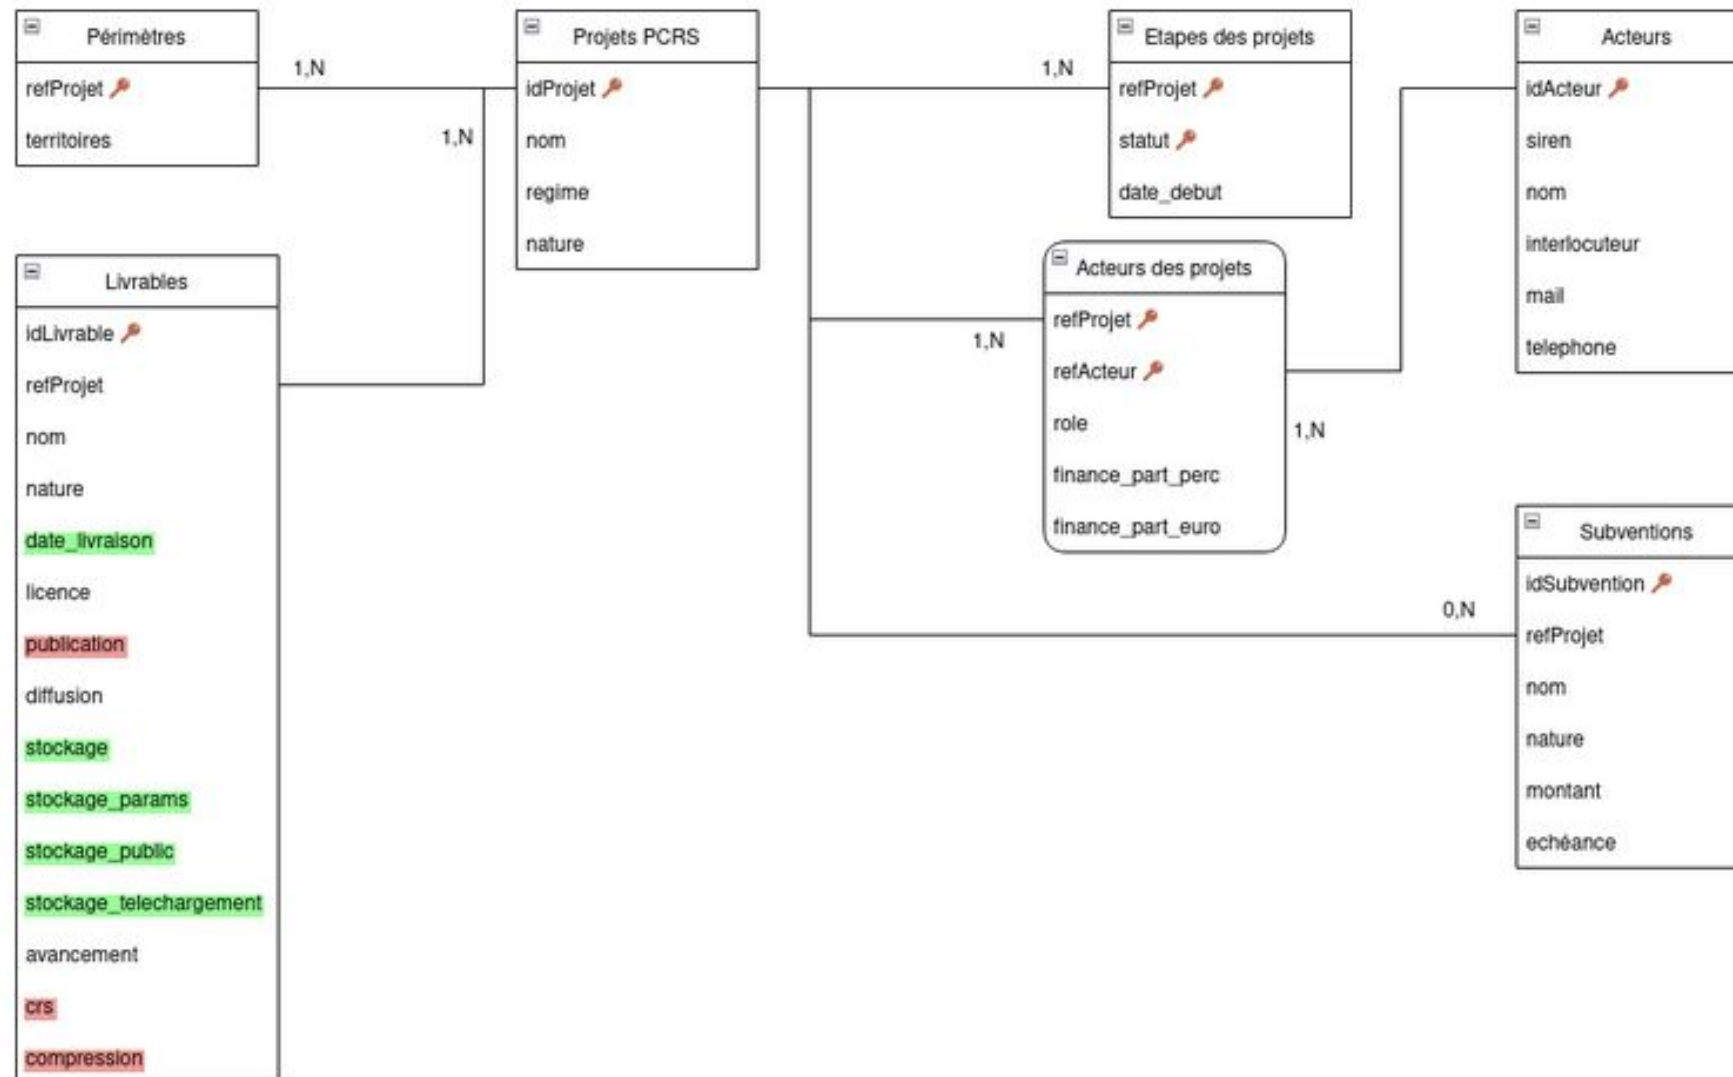 Périmètres
refProjet
territoires
1,N
1,N
Projets PCRS
idProjet
nom
regime
nature
1,N
Etapes des projets
refProjet
statut
date_debut
Acteurs
idActeur
siren
nom
interlocuteur
mail
telephone
Livrables
idLivrable
refProjet
nom
nature
date_livraison
licence
publication
diffusion
stockage
stockage_params
stockage_public
stockage_telechargement
avancement
crs
compression
Acteurs des projets
refProjet
refActeur
role
finance_part_perc
finance_part_euro
1,N
1,N
0,N
Subventions
idSubvention
refProjet
nom
nature
montant
echéance